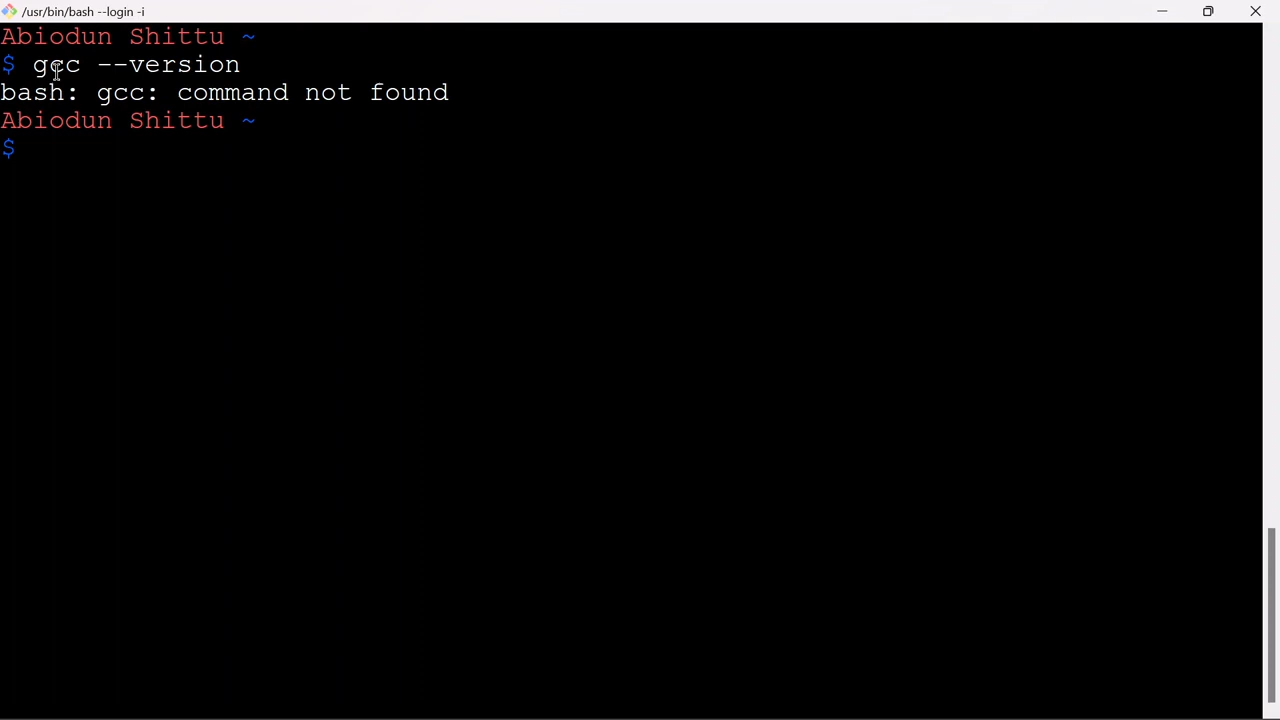 /usr/bin/bash --login -i
Abiodun Shittu ~
$ gcc --version
bash: gcc: command not found
Abiodun Shittu ~
$